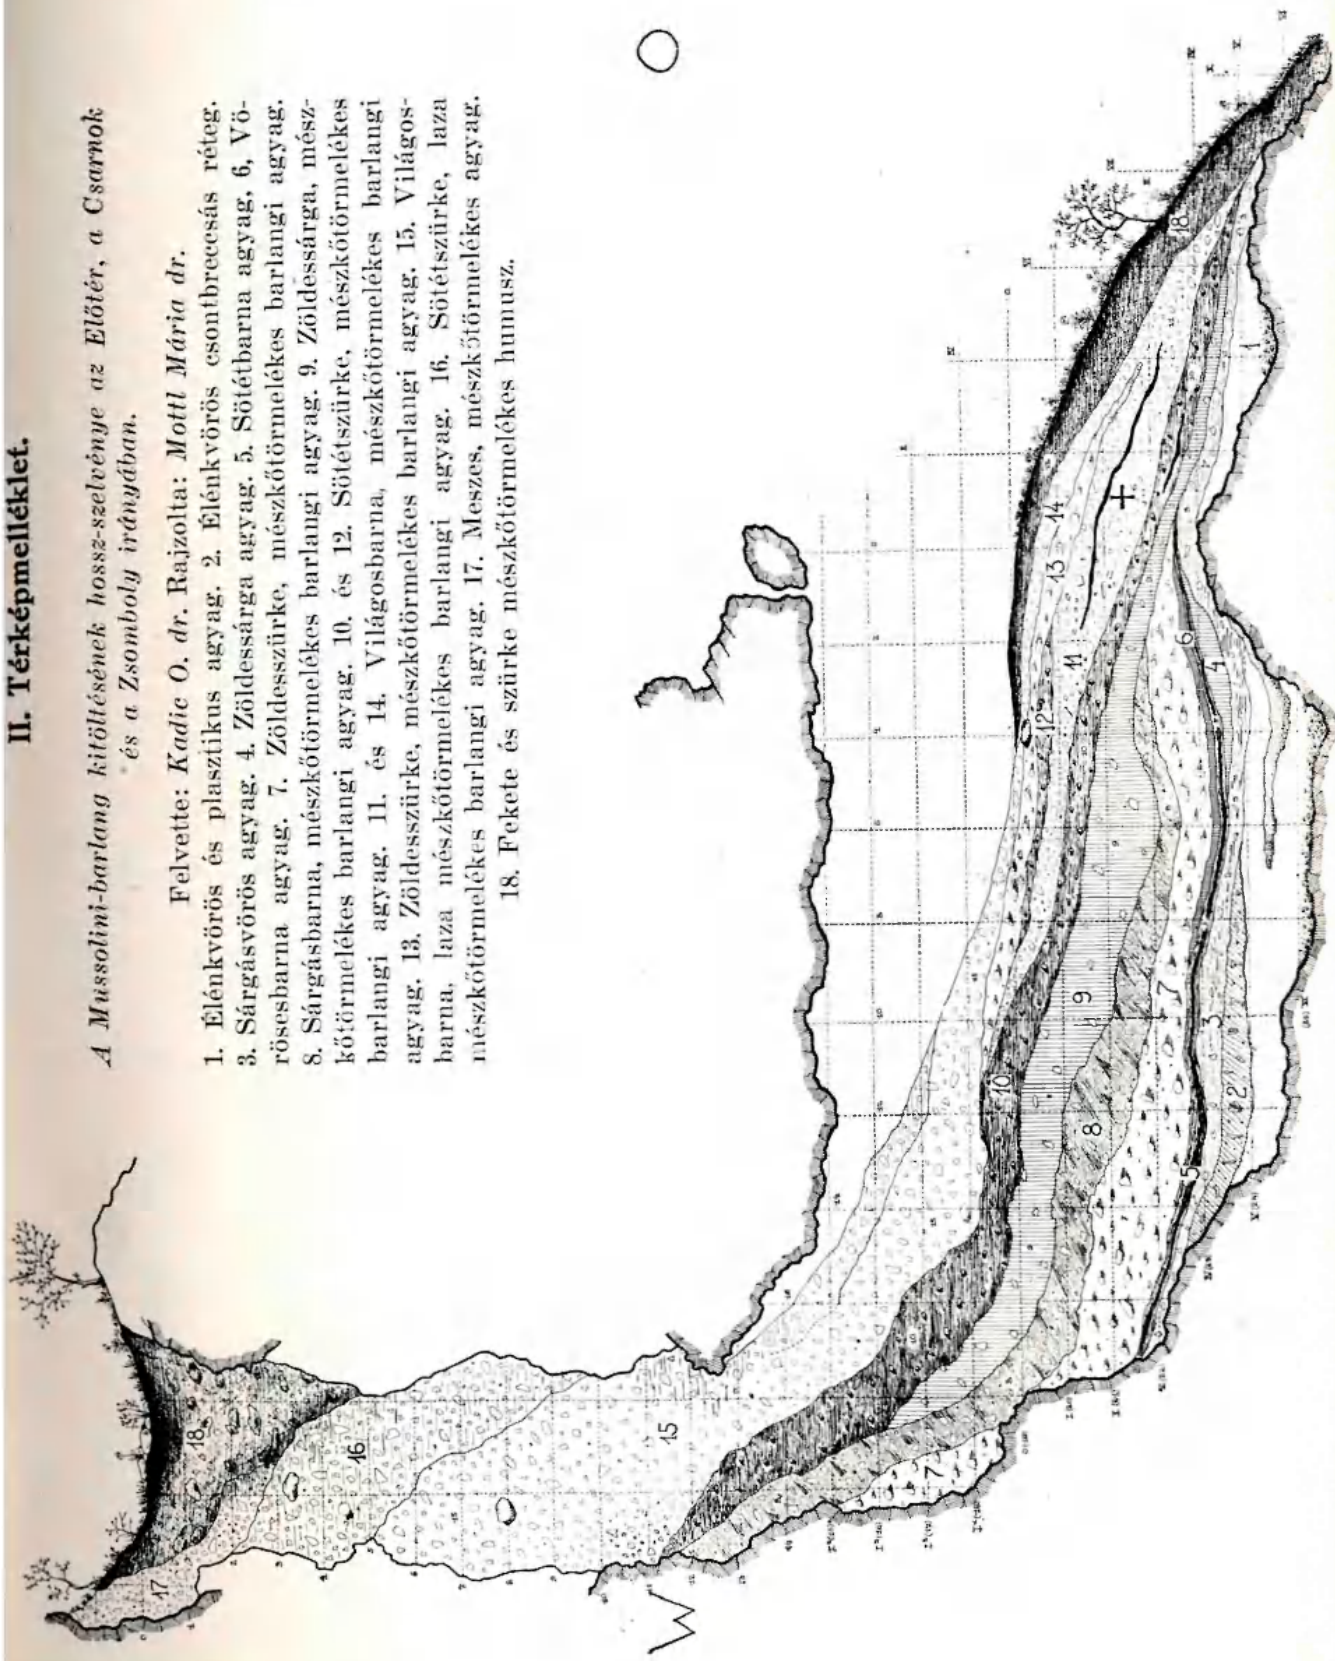 II. Térképmelléklet.
A Mussolini-barlang kitöltésének hossz-szelvénye az Előtér, a Csarnok
és a Zsomboly irányában.
Felvette: Kadic O. dr. Rajzolta: Mottl Mária dr.
1. Élénkvörös és plasztikus agyag. 2. Élénkvörös csontbreccsás réteg.
3. Sárgásvörös agyag. 4. Zöldessárga agyag. 5. Sötétbarna agyag, 6, Vö-
rösesbarna agyag. 7. Zöldesszürke, mészkőtörmelékes barlangi agyag.
8. Sárgásbarna, mészkőtörmelékes barlangi agyag. 9. Zöldessárga, mész-
kőtörmelékes barlangi agyag. 10. és 12. Sötétszürke, mészkőtörmelékes
barlangi agyag. 11. és 14. Világosbarna, mészkőtörmelékes barlangi
agyag. 13. Zöldesszürke, mészkőtörmelékes barlangi agyag. 15. Világos-
barna, laza mészkőtörmelékes barlangi agyag. 16. Sötétszürke, laza
mészkőtörmelékes barlangi agyag. 17. Meszes, mészkőtörmelékes agyag.
18. Fekete és szürke mészkőtörmelékes humusz.
O
W
17
18
16
15
7
10
9
8
7
5
3
2
12
11
13
14
6
4
18
1